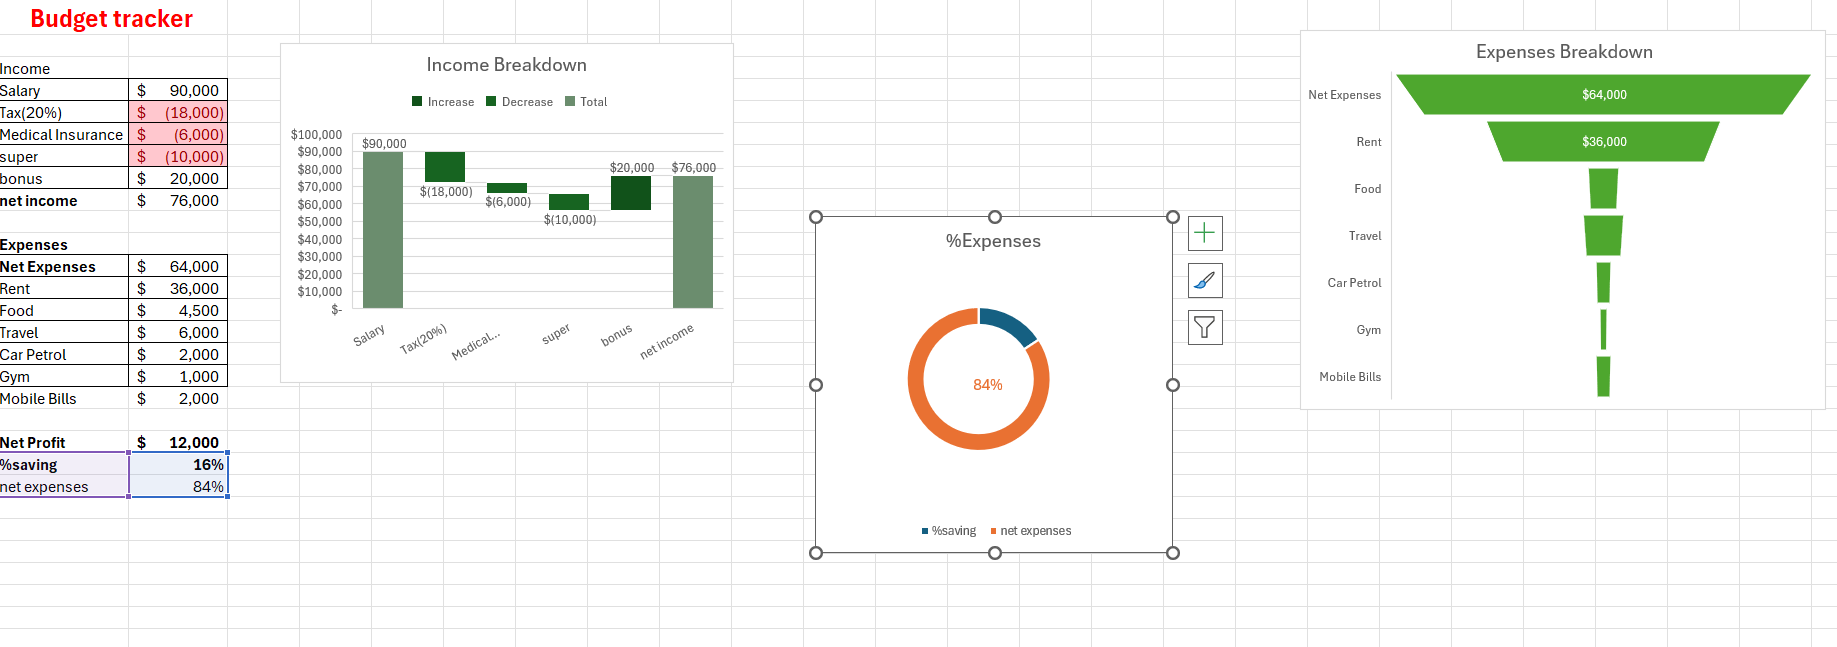 Budget tracker
Income
Salary $ 90,000
Tax(20%) $ (18,000)
Medical Insurance $ (6,000)
super $ (10,000)
bonus $ 20,000
net income $ 76,000
Expenses
Net Expenses $ 64,000
Rent $ 36,000
Food $ 4,500
Travel $ 6,000
Car Petrol $ 2,000
Gym $ 1,000
Mobile Bills $ 2,000
Net Profit $ 12,000
%saving 16%
net expenses 84%
Income Breakdown
Increase Decrease Total
$100,000
$90,000
$80,000
$70,000
$60,000
$50,000
$40,000
$30,000
$20,000
$10,000
$-
$90,000
$(18,000)
$(6,000)
$(10,000)
$20,000
$76,000
Salary
Tax(20%)
Medical...
super
bonus
net income
%Expenses
84%
%saving net expenses
Expenses Breakdown
Net Expenses $64,000
Rent $36,000
Food
Travel
Car Petrol
Gym
Mobile Bills